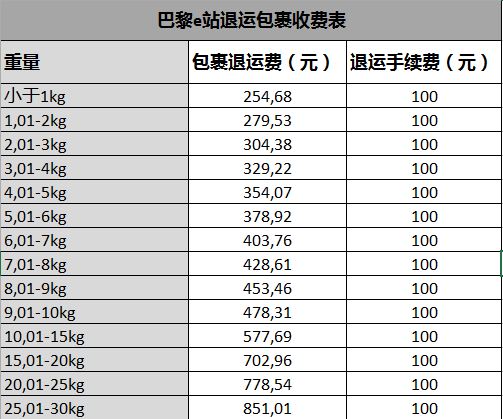 巴黎e站退运包裹收费表
重量 包裹退运费（元） 退运手续费（元）
小于1kg 254,68 100
1,01-2kg 279,53 100
2,01-3kg 304,38 100
3,01-4kg 329,22 100
4,01-5kg 354,07 100
5,01-6kg 378,92 100
6,01-7kg 403,76 100
7,01-8kg 428,61 100
8,01-9kg 453,46 100
9,01-10kg 478,31 100
10,01-15kg 577,69 100
15,01-20kg 702,96 100
20,01-25kg 778,54 100
25,01-30kg 851,01 100